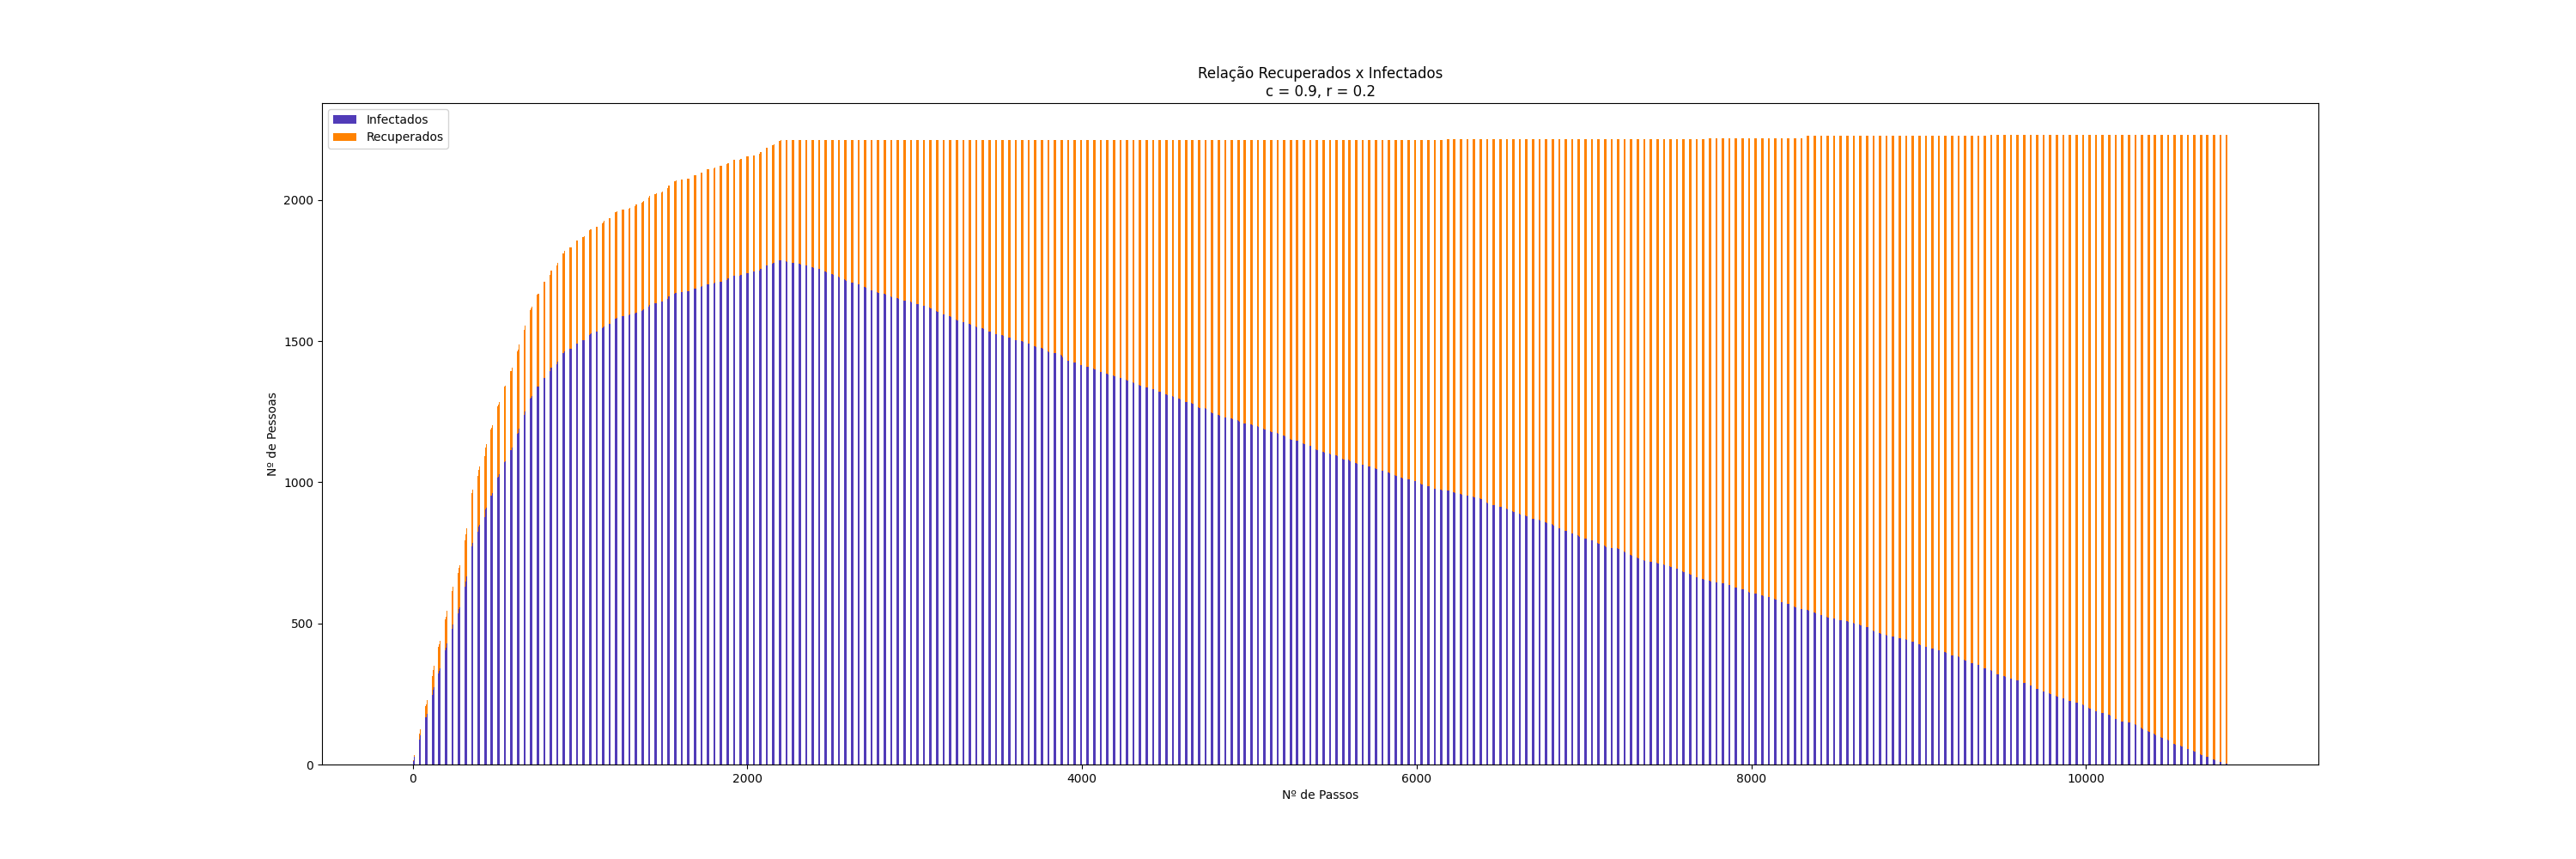 Relação Recuperados x Infectados
c = 0.9, r = 0.2
Infectados
Recuperados
Nº de Pessoas
2000
1500
1000
500
0
0 2000 4000 6000 8000 10000
Nº de Passos